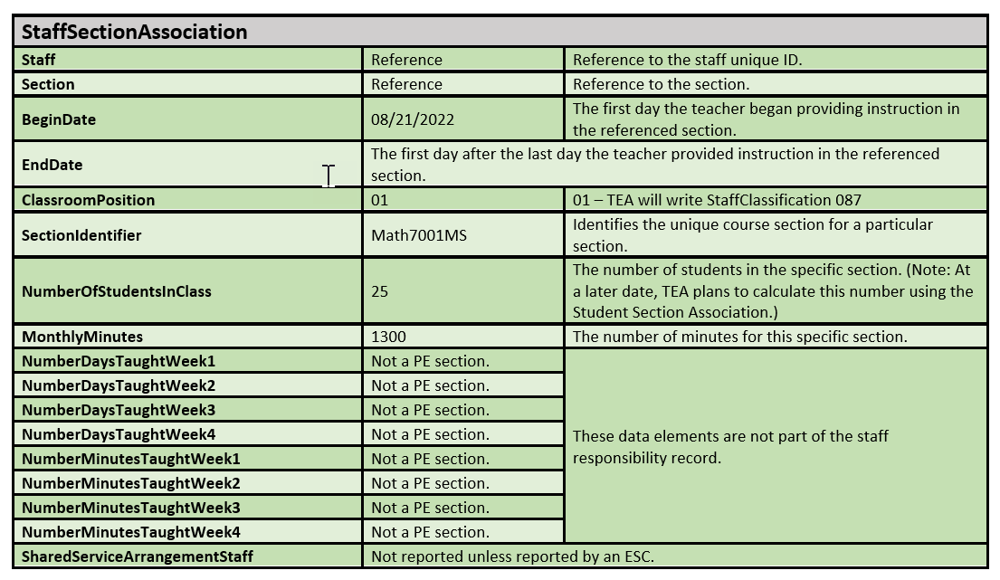 StaffSectionAssociation
Staff Reference Reference to the staff unique ID.
Section Reference Reference to the section.
BeginDate 08/21/2022 The first day the teacher began providing instruction in
the referenced section.
EndDate The first day after the last day the teacher provided instruction in the referenced
section.
ClassroomPosition 01 01 – TEA will write StaffClassification 087
SectionIdentifier Math7001MS Identifies the unique course section for a particular
section.
NumberOfStudentsInClass 25 The number of students in the specific section. (Note: At
a later date, TEA plans to calculate this number using the
Student Section Association.)
MonthlyMinutes 1300 The number of minutes for this specific section.
NumberDaysTaughtWeek1 Not a PE section.
NumberDaysTaughtWeek2 Not a PE section.
NumberDaysTaughtWeek3 Not a PE section.
NumberDaysTaughtWeek4 Not a PE section.
These data elements are not part of the staff
responsibility record.
NumberMinutesTaughtWeek1 Not a PE section.
NumberMinutesTaughtWeek2 Not a PE section.
NumberMinutesTaughtWeek3 Not a PE section.
NumberMinutesTaughtWeek4 Not a PE section.
SharedServiceArrangementStaff Not reported unless reported by an ESC.